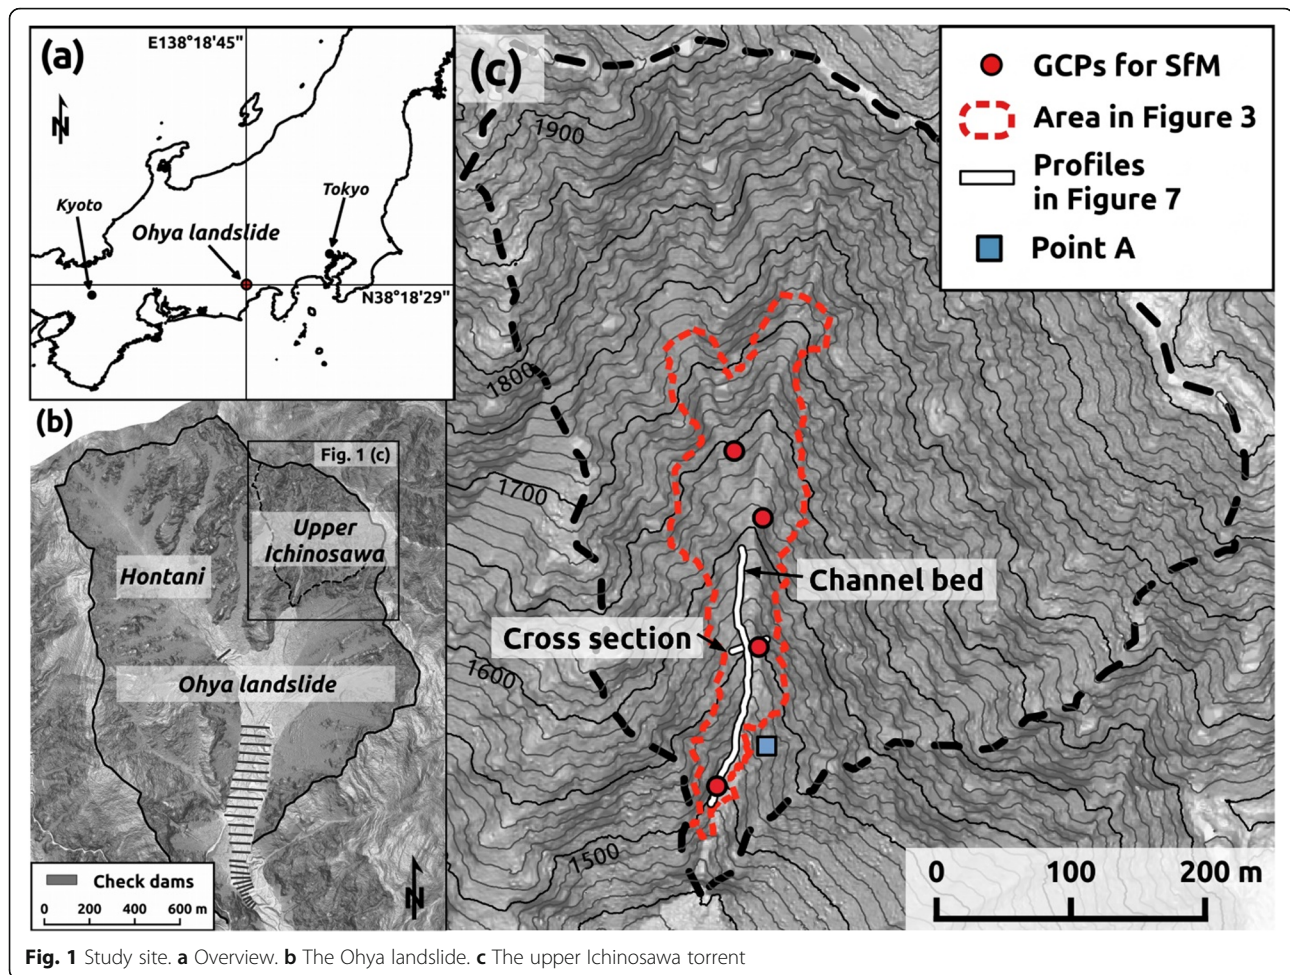 (a)
E138°18'45"
N
Kyoto
Tokyo
Ohya landslide
N38°18'29"
(b)
Fig. 1 (c)
Upper
Ichinosawa
Hontani
Ohya landslide
Check dams
0 200 400 600 m
N
(c)
GCPs for SfM
Area in Figure 3
Profiles
in Figure 7
Point A
1900
1800
1700
Channel bed
Cross section
1600
1500
0 100 200 m
Fig. 1 Study site. a Overview. b The Ohya landslide. c The upper Ichinosawa torrent